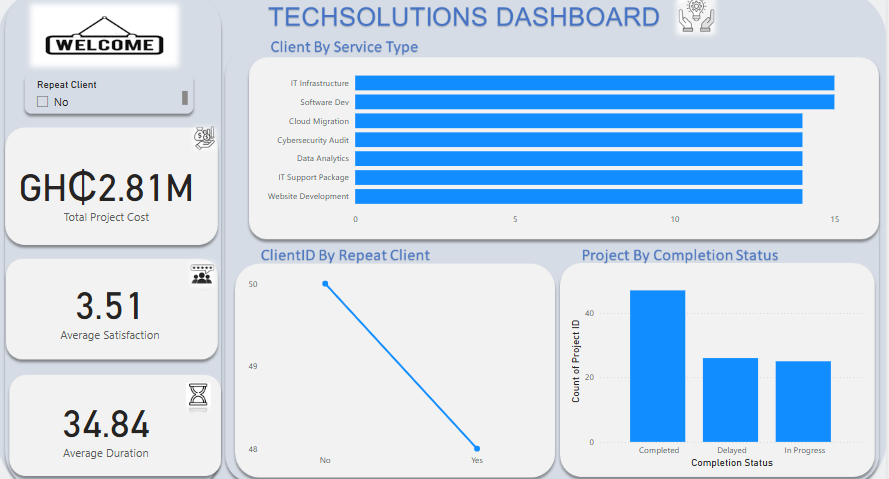 TECHSOLUTIONS DASHBOARD
WELCOME
Repeat Client
No
GH₵2.81M
Total Project Cost
3.51
Average Satisfaction
34.84
Average Duration
Client By Service Type
IT Infrastructure
Software Dev
Cloud Migration
Cybersecurity Audit
Data Analytics
IT Support Package
Website Development
0 5 10 15
ClientID By Repeat Client
50
49
48
No Yes
Project By Completion Status
Count of Project ID
40
20
0
Completed Delayed In Progress
Completion Status